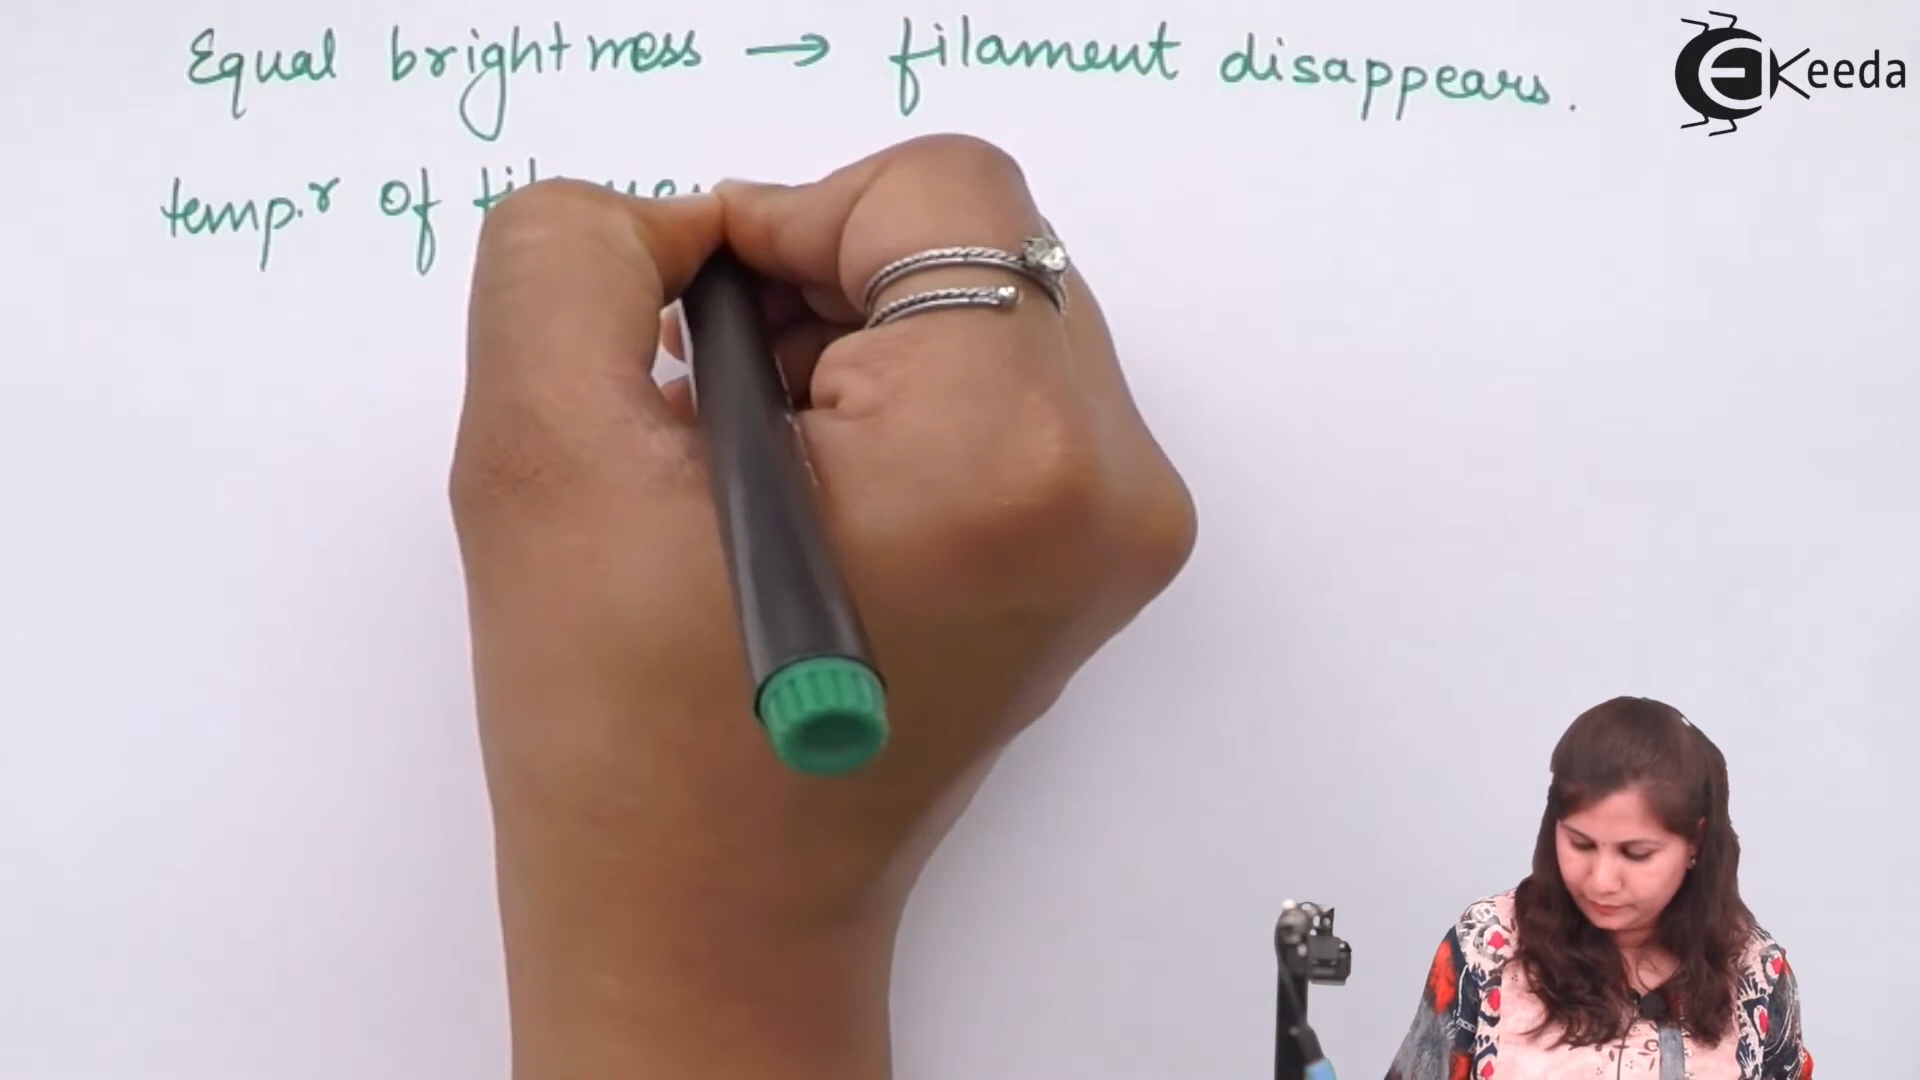 Equal brightness → filament disappears.
Keeda
temp.r of